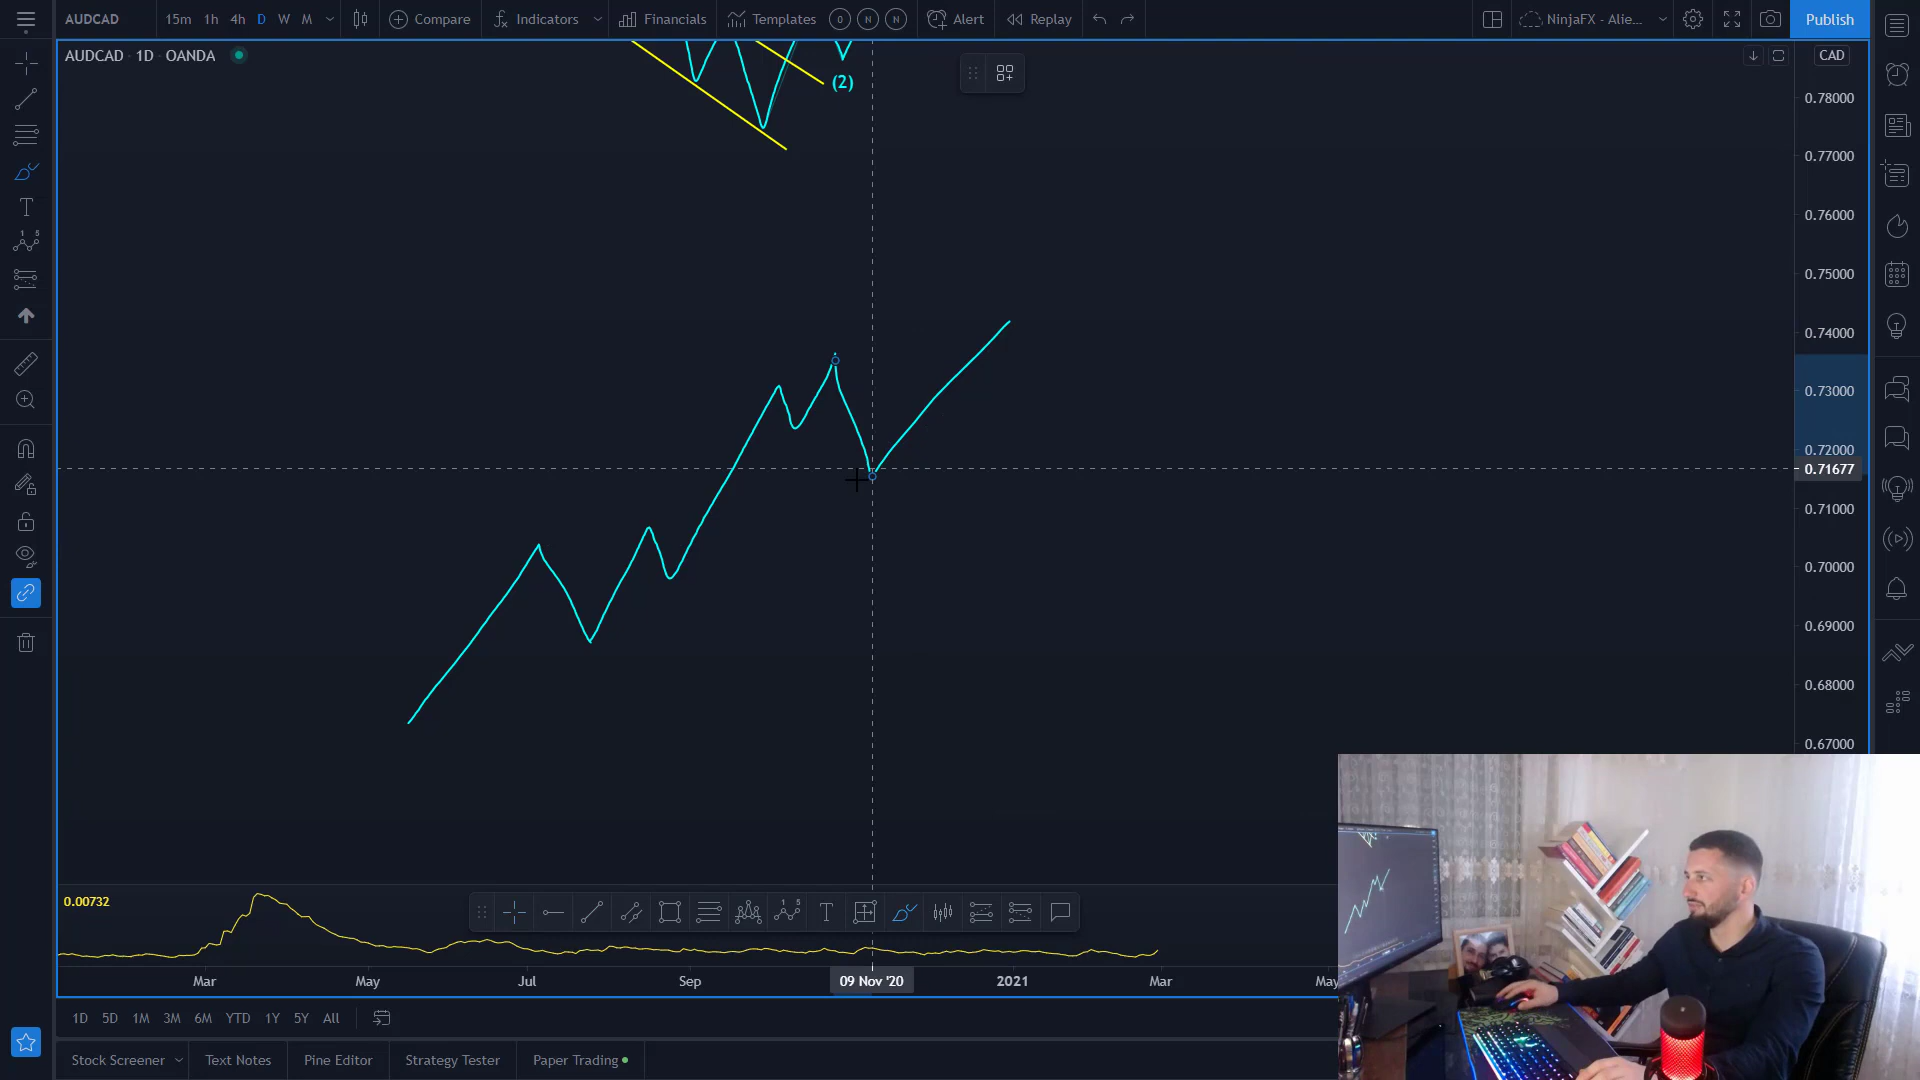 AUDCAD 15m 1h 4h D W M Compare Indicators Financials Templates O N N Alert Replay NinjaFX - Alie... Publish
AUDCAD · 1D · OANDA
CAD
(2)
0.78000
0.77000
0.76000
0.75000
0.74000
0.73000
0.72000
0.71677
0.71000
0.70000
0.69000
0.68000
0.67000
T
1 5
0.00732
T
Mar May Jul Sep 09 Nov '20 2021 Mar May
1D 5D 1M 3M 6M YTD 1Y 5Y All
Stock Screener Text Notes Pine Editor Strategy Tester Paper Trading